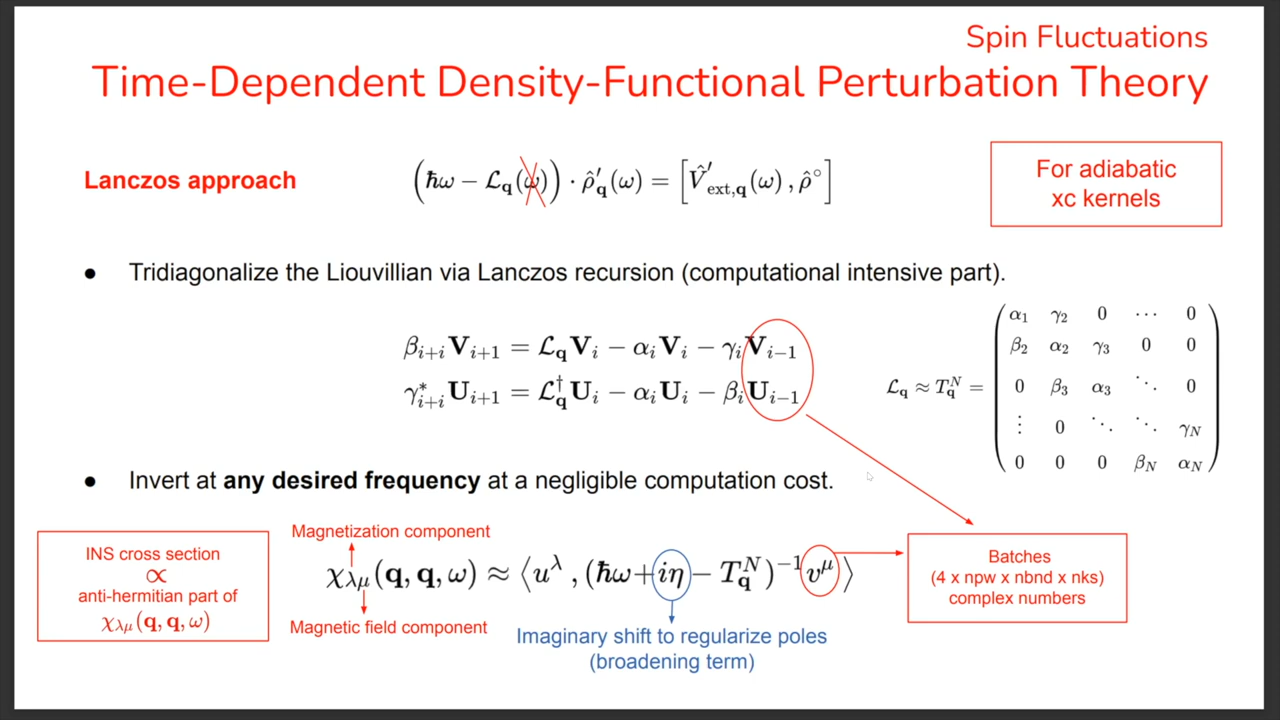 Spin Fluctuations
Time-Dependent Density-Functional Perturbation Theory
Lanczos approach
(ħω − ℒ_q(ω)) · ρ̂′_q(ω) = [V̂′_ext,q(ω), ρ̂°]
For adiabatic
xc kernels
● Tridiagonalize the Liouvillian via Lanczos recursion (computational intensive part).
β_{i+i} V_{i+1} = ℒ_q V_i − α_i V_i − γ_i V_{i−1}
γ*_{i+i} U_{i+1} = ℒ†_q U_i − α_i U_i − β_i U_{i−1}
ℒ_q ≈ T^N_q =
α₁ γ₂ 0 ⋯ 0
β₂ α₂ γ₃ 0 0
0 β₃ α₃ ⋱ 0
⋮ 0 ⋱ ⋱ γ_N
0 0 0 β_N α_N
● Invert at any desired frequency at a negligible computation cost.
INS cross section
∝
anti-hermitian part of
χ_λμ(q, q, ω)
Magnetization component
χ_λμ(q, q, ω) ≈ ⟨u^λ, (ħω+iη− T^N_q)^−1 v^μ⟩
Magnetic field component
Imaginary shift to regularize poles
(broadening term)
Batches
(4 x npw x nbnd x nks)
complex numbers